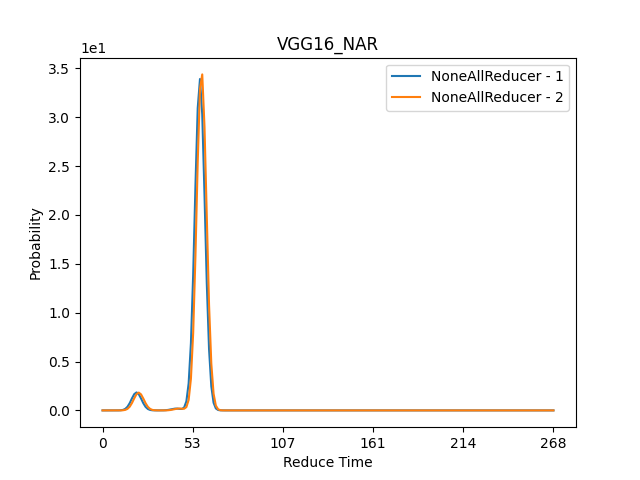 VGG16_NAR
1e1
NoneAllReducer - 1
NoneAllReducer - 2
3.5
3.0
2.5
2.0
1.5
1.0
0.5
0.0
Probability
0 53 107 161 214 268
Reduce Time